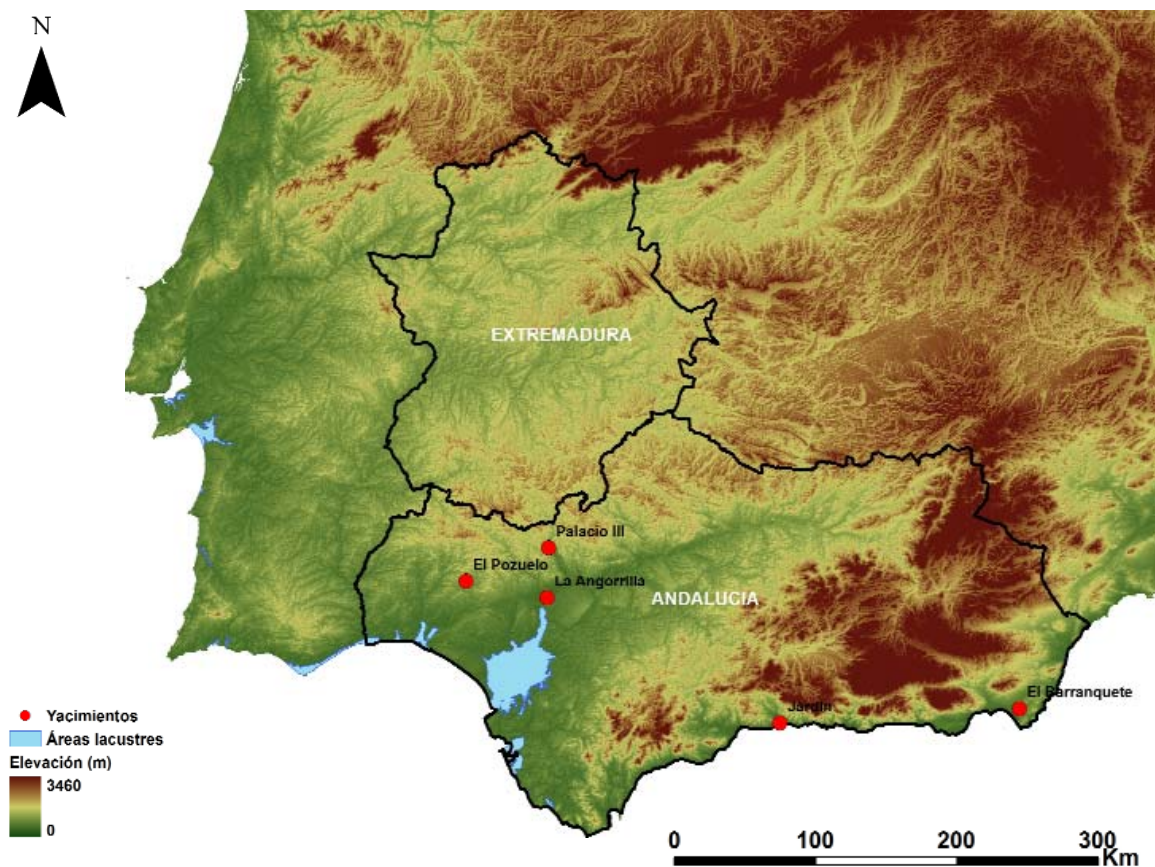 N
EXTREMADURA
Palacio III
El Pozuelo
La Angorrilla
ANDALUCIA
El Barranquete
Jardín
Yacimientos
Áreas lacustres
Elevación (m)
3460
0
0 100 200 300
Km